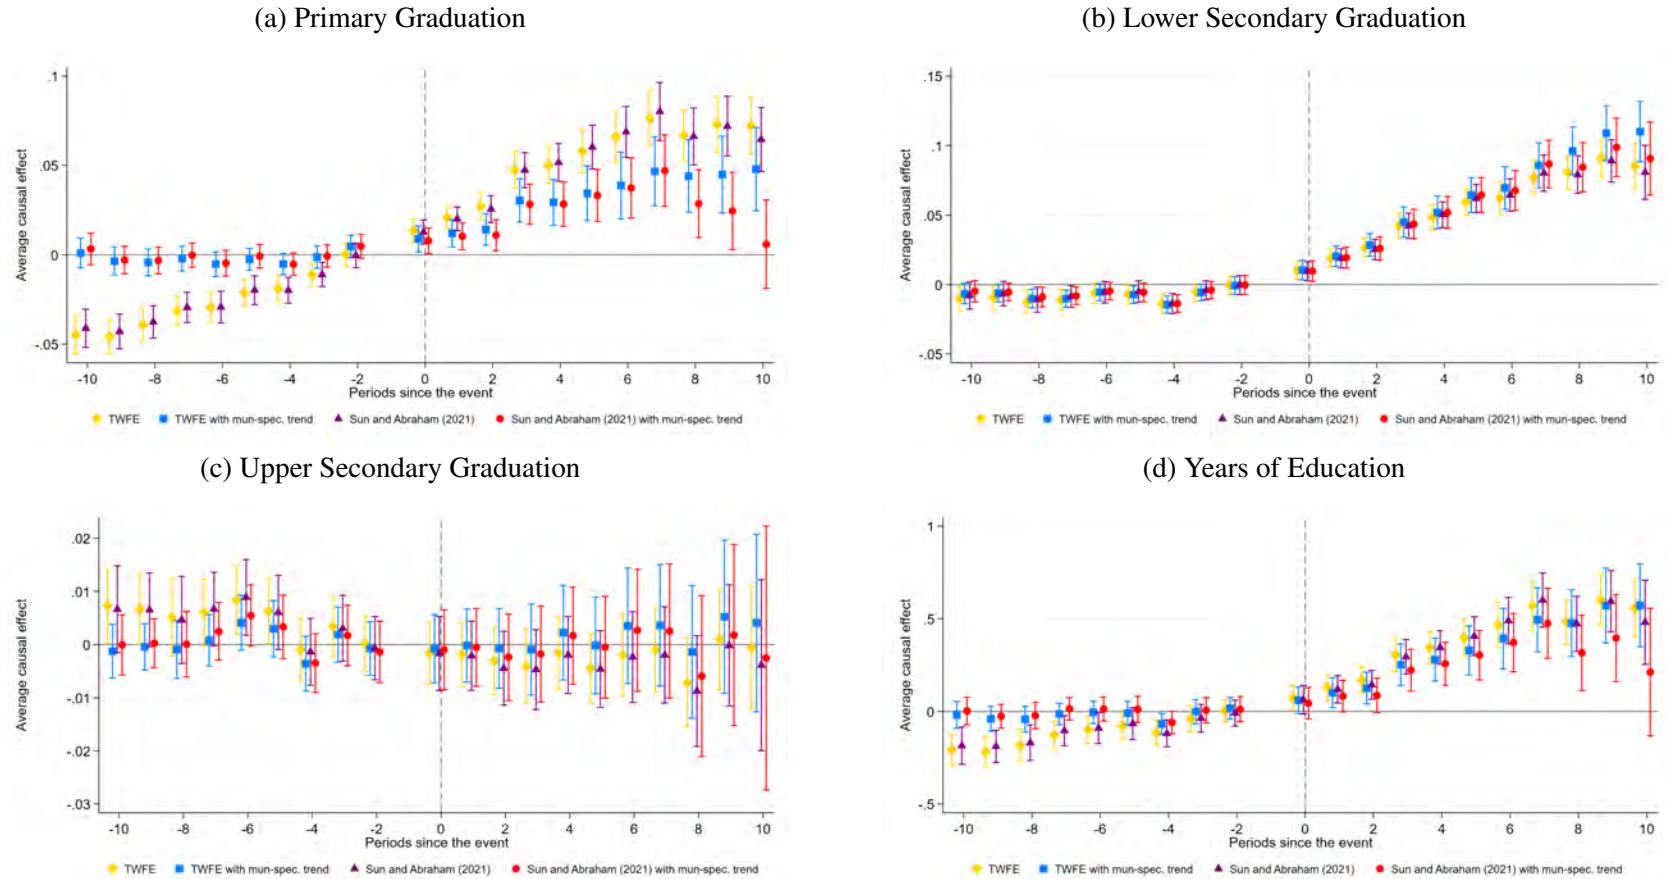 (a) Primary Graduation
.1
.05
0
-.05
Average causal effect
-10 -8 -6 -4 -2 0 2 4 6 8 10
Periods since the event
TWFE TWFE with mun-spec. trend Sun and Abraham (2021) Sun and Abraham (2021) with mun-spec. trend
(b) Lower Secondary Graduation
.15
.1
.05
0
-.05
Average causal effect
-10 -8 -6 -4 -2 0 2 4 6 8 10
Periods since the event
TWFE TWFE with mun-spec. trend Sun and Abraham (2021) Sun and Abraham (2021) with mun-spec. trend
(c) Upper Secondary Graduation
.02
.01
0
-.01
-.02
-.03
Average causal effect
-10 -8 -6 -4 -2 0 2 4 6 8 10
Periods since the event
TWFE TWFE with mun-spec. trend Sun and Abraham (2021) Sun and Abraham (2021) with mun-spec. trend
(d) Years of Education
1
.5
0
-.5
Average causal effect
-10 -8 -6 -4 -2 0 2 4 6 8 10
Periods since the event
TWFE TWFE with mun-spec. trend Sun and Abraham (2021) Sun and Abraham (2021) with mun-spec. trend